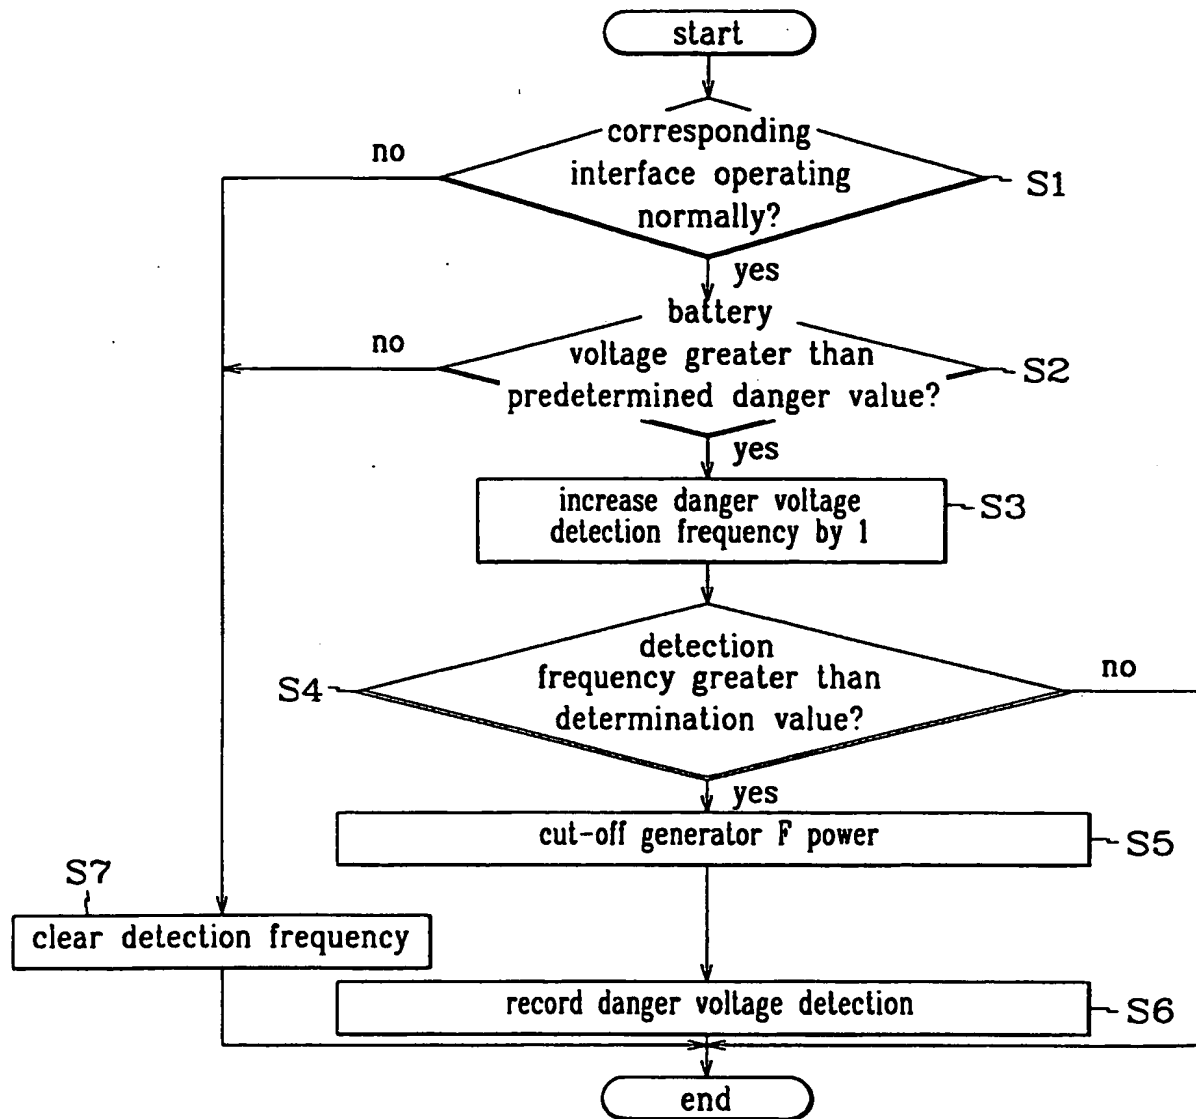 start
corresponding
no
interface operating
S1
normally?
yes
battery
no
voltage greater than
S2
predetermined danger value?
yes
increase danger voltage
S3
detection frequency by 1
detection
no
S4
frequency greater than
determination value?
yes
cut-off generator F power
S5
S7
clear detection frequency
record danger voltage detection
S6
end